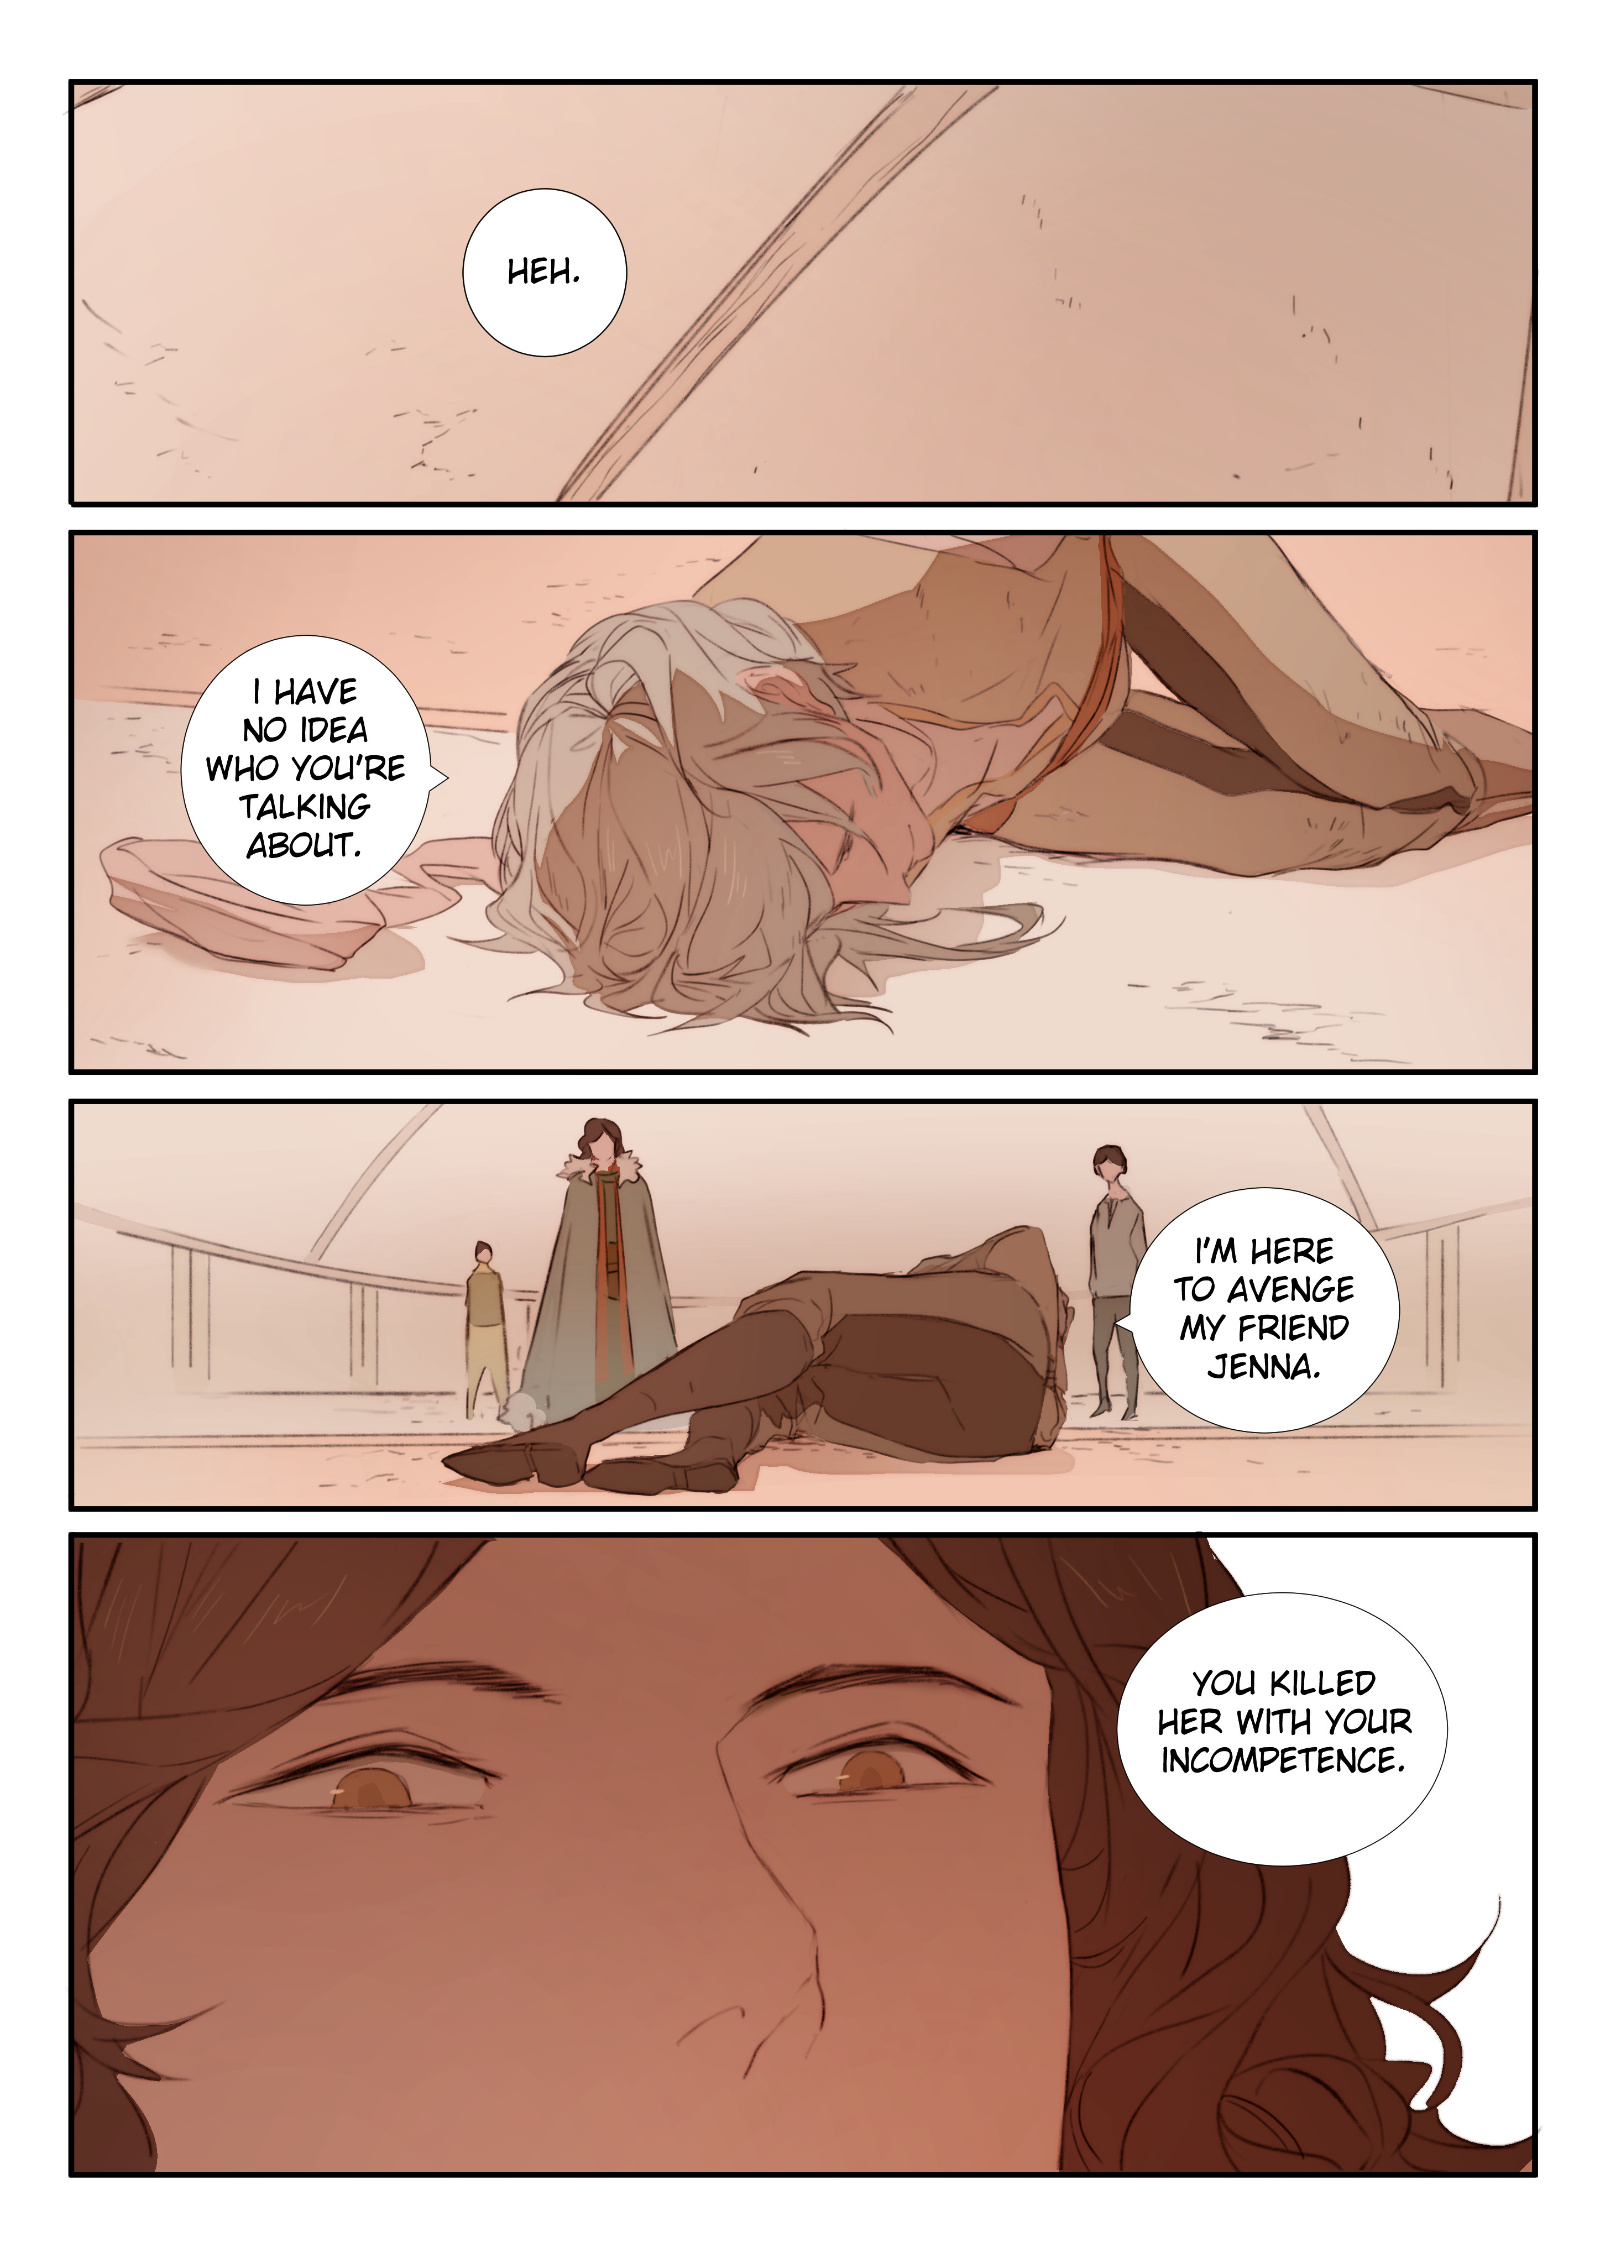 HEH.
I HAVE
NO IDEA
WHO YOU'RE
TALKING
ABOUT.
I'M HERE
TO AVENGE
MY FRIEND
JENNA.
YOU KILLED
HER WITH YOUR
INCOMPETENCE.